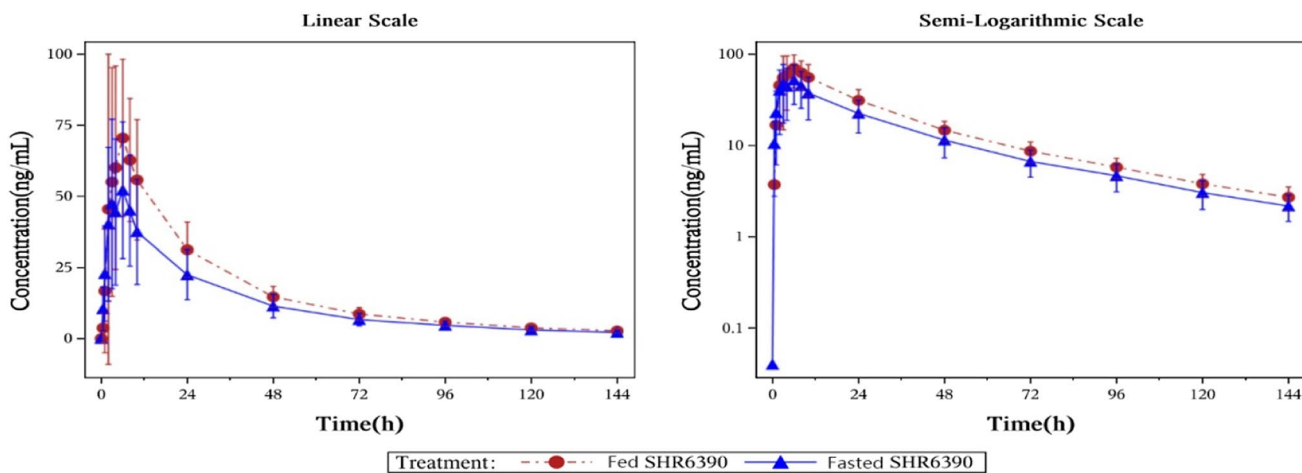 Linear Scale
Concentration(ng/mL)
100
75
50
25
0
0 24 48 72 96 120 144
Time(h)
Semi-Logarithmic Scale
Concentration(ng/mL)
100
10
1
0.1
0 24 48 72 96 120 144
Time(h)
Treatment: Fed SHR6390 Fasted SHR6390